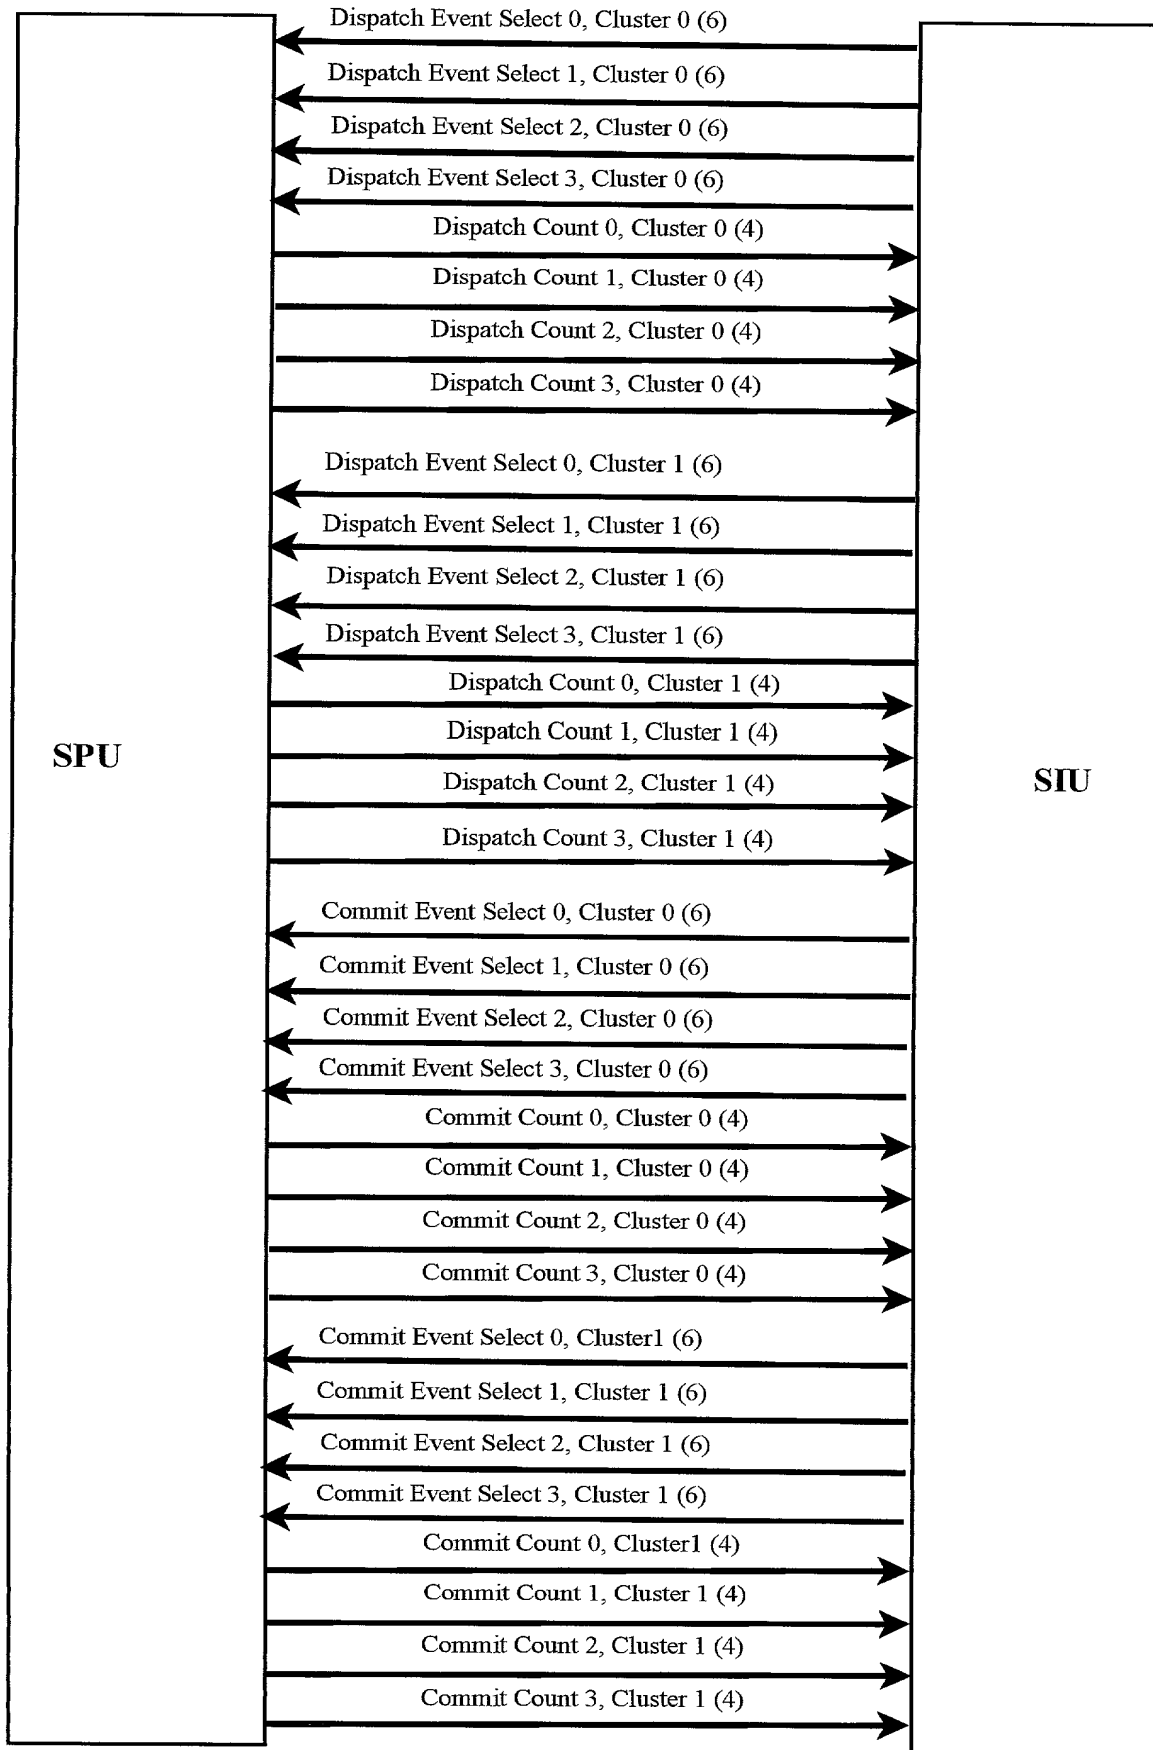 Dispatch Event Select 0, Cluster 0 (6)
Dispatch Event Select 1, Cluster 0 (6)
Dispatch Event Select 2, Cluster 0 (6)
Dispatch Event Select 3, Cluster 0 (6)
Dispatch Count 0, Cluster 0 (4)
Dispatch Count 1, Cluster 0 (4)
Dispatch Count 2, Cluster 0 (4)
Dispatch Count 3, Cluster 0 (4)
Dispatch Event Select 0, Cluster 1 (6)
Dispatch Event Select 1, Cluster 1 (6)
Dispatch Event Select 2, Cluster 1 (6)
Dispatch Event Select 3, Cluster 1 (6)
Dispatch Count 0, Cluster 1 (4)
Dispatch Count 1, Cluster 1 (4)
SPU
Dispatch Count 2, Cluster 1 (4)
SIU
Dispatch Count 3, Cluster 1 (4)
Commit Event Select 0, Cluster 0 (6)
Commit Event Select 1, Cluster 0 (6)
Commit Event Select 2, Cluster 0 (6)
Commit Event Select 3, Cluster 0 (6)
Commit Count 0, Cluster 0 (4)
Commit Count 1, Cluster 0 (4)
Commit Count 2, Cluster 0 (4)
Commit Count 3, Cluster 0 (4)
Commit Event Select 0, Cluster1 (6)
Commit Event Select 1, Cluster 1 (6)
Commit Event Select 2, Cluster 1 (6)
Commit Event Select 3, Cluster 1 (6)
Commit Count 0, Cluster1 (4)
Commit Count 1, Cluster 1 (4)
Commit Count 2, Cluster 1 (4)
Commit Count 3, Cluster 1 (4)